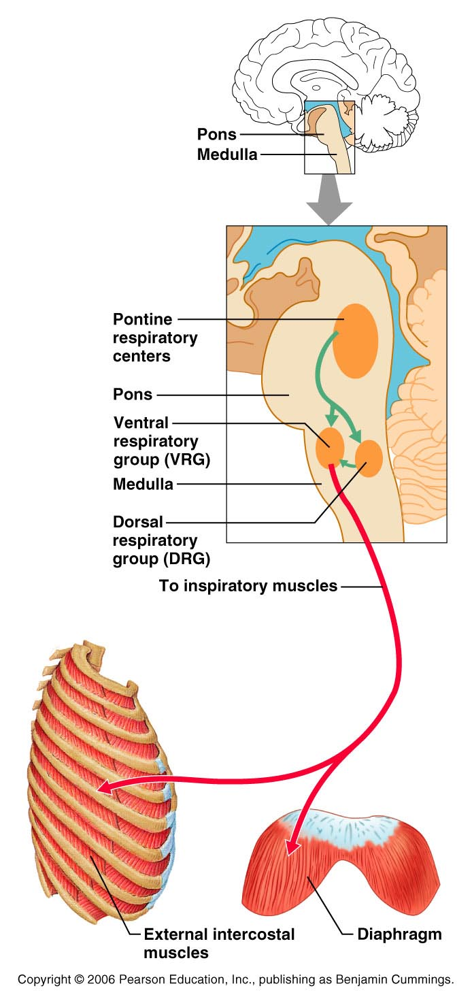 Pons
Medulla
Pontine
respiratory
centers
Pons
Ventral
respiratory
group (VRG)
Medulla
Dorsal
respiratory
group (DRG)
To inspiratory muscles
External intercostal
muscles
Diaphragm
Copyright © 2006 Pearson Education, Inc., publishing as Benjamin Cummings.